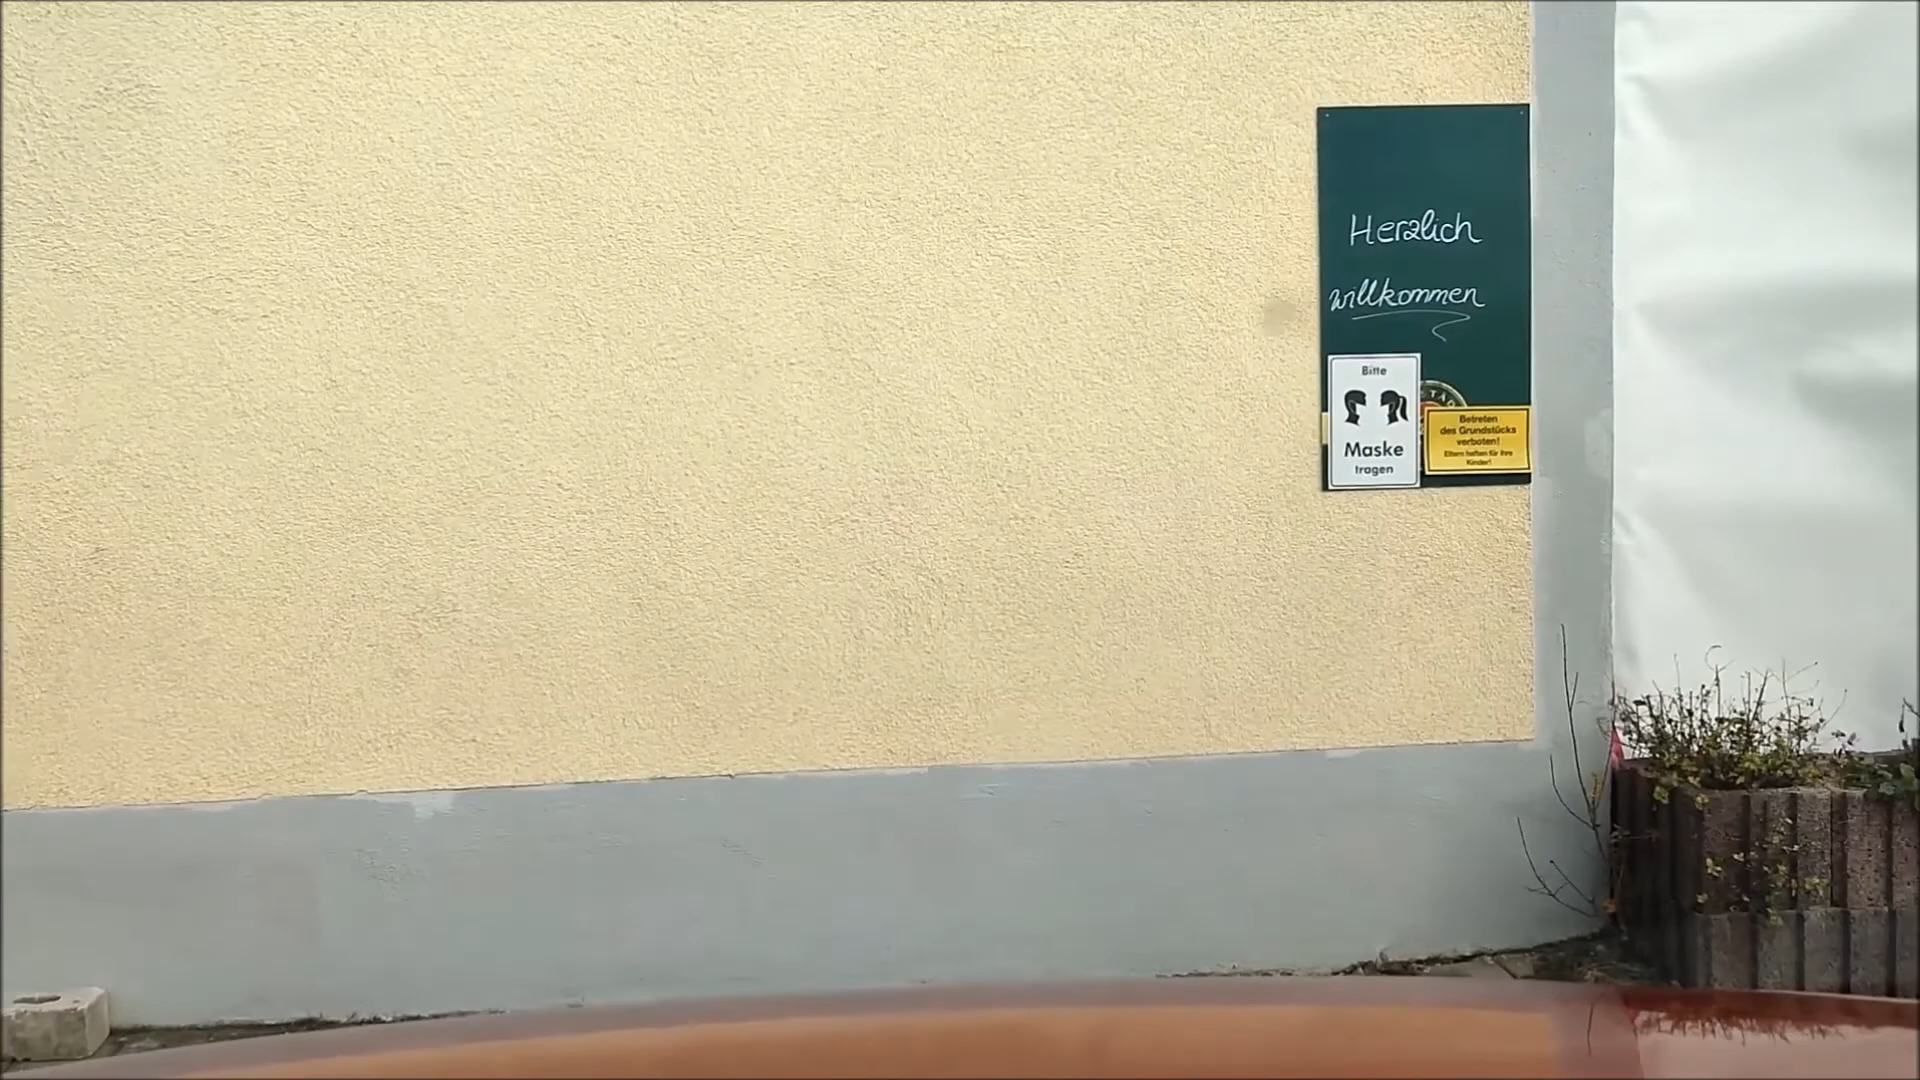 Herzlich
willkommen
Bitte
Maske
tragen
Betreten
des Grundstücks
verboten!
Eltern haften für ihre
Kinder!